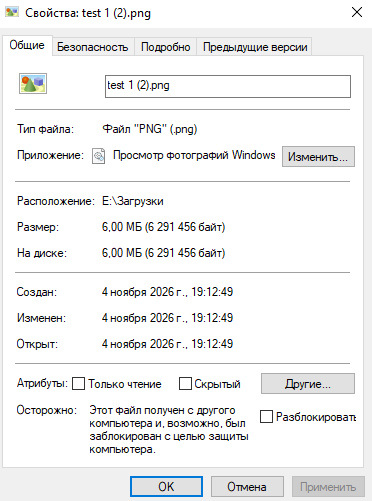 Свойства: test 1 (2).png
Общие Безопасность Подробно Предыдущие версии
test 1 (2).png
Тип файла: Файл "PNG" (.png)
Приложение: Просмотр фотографий Windows Изменить...
Расположение: E:\Загрузки
Размер: 6,00 МБ (6 291 456 байт)
На диске: 6,00 МБ (6 291 456 байт)
Создан: 4 ноября 2026 г., 19:12:49
Изменен: 4 ноября 2026 г., 19:12:49
Открыт: 4 ноября 2026 г., 19:12:49
Атрибуты: Только чтение Скрытый Другие...
Осторожно: Этот файл получен с другого
компьютера и, возможно, был
заблокирован с целью защиты
компьютера.
Разблокировать
OK Отмена Применить